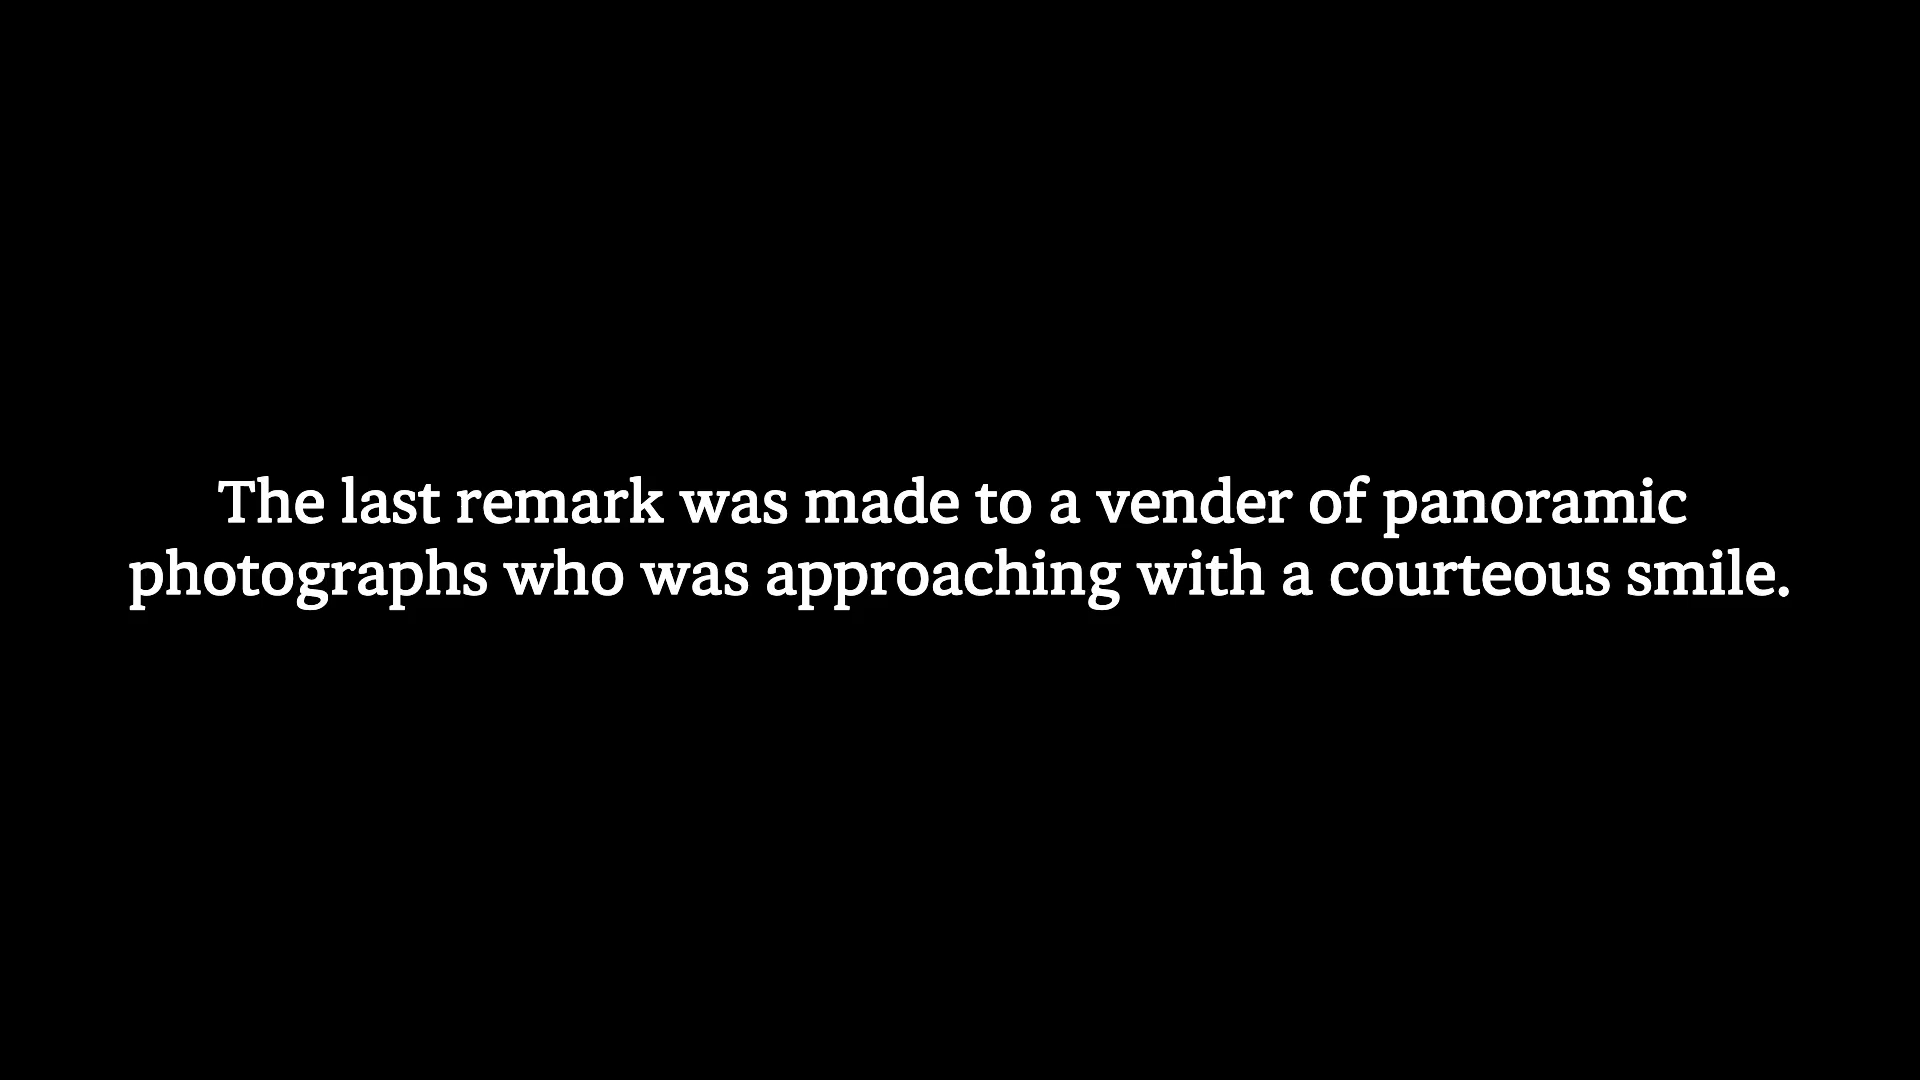 The last remark was made to a vender of panoramic
photographs who was approaching with a courteous smile.